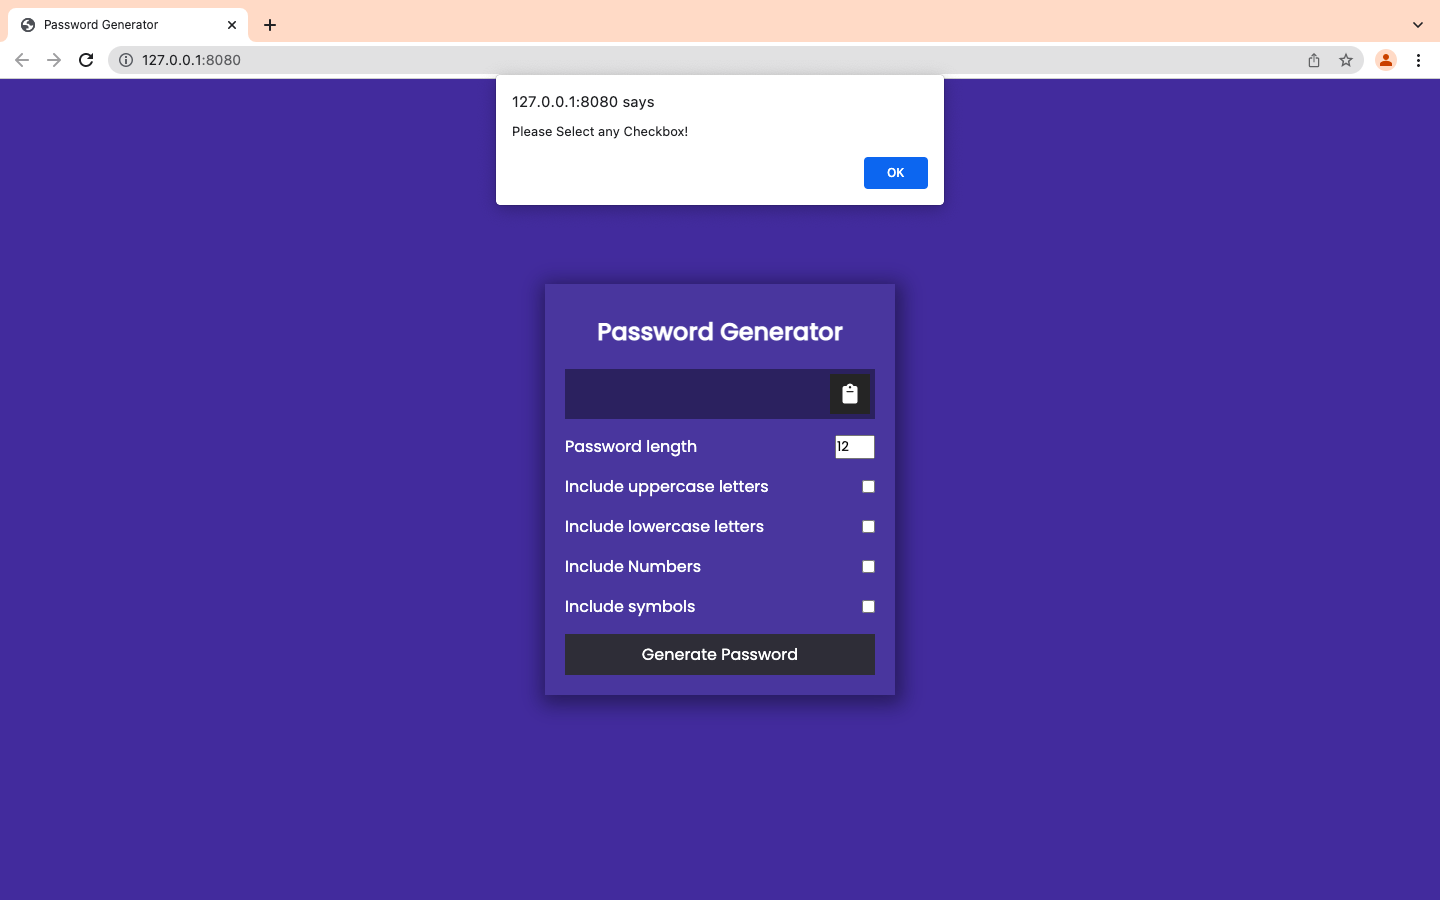 Password Generator
127.0.0.1:8080
127.0.0.1:8080 says
Please Select any Checkbox!
OK
Password Generator
Password length 12
Include uppercase letters
Include lowercase letters
Include Numbers
Include symbols
Generate Password